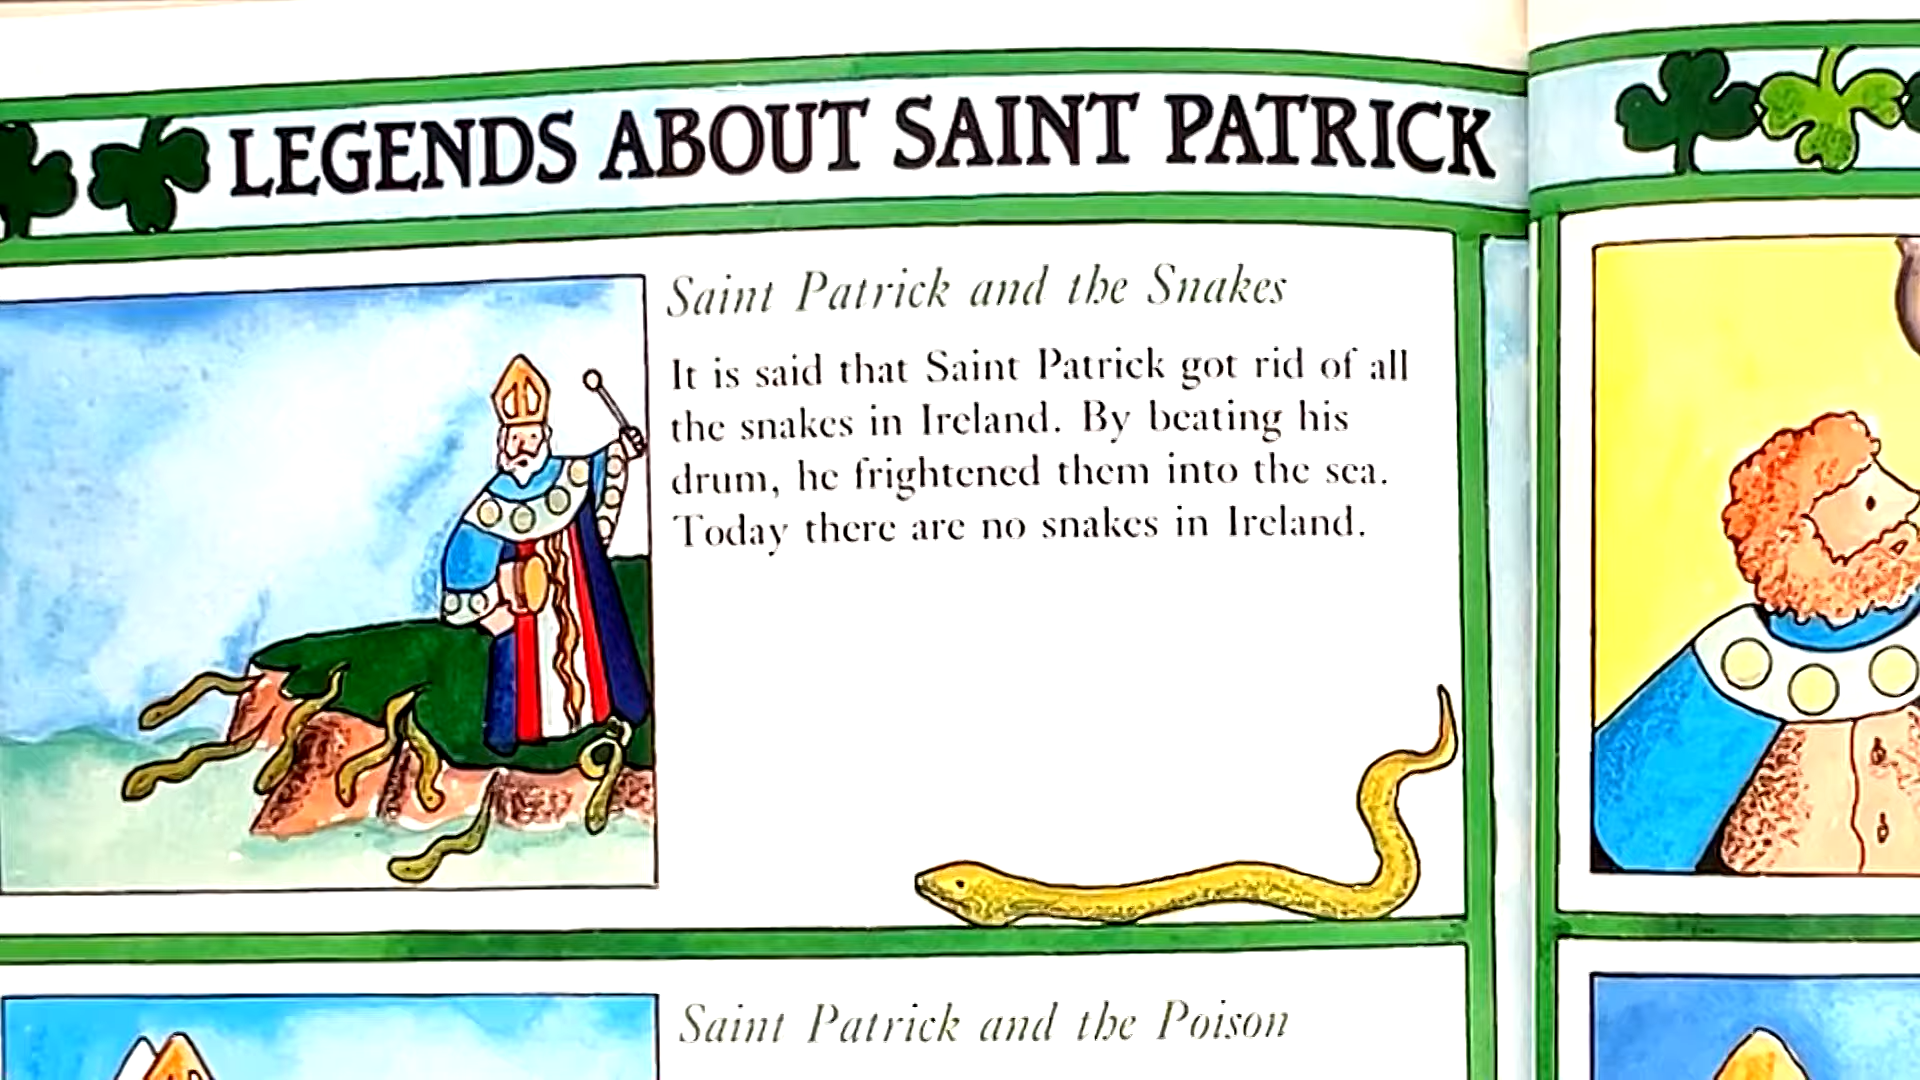 LEGENDS ABOUT SAINT PATRICK
Saint Patrick and the Snakes
It is said that Saint Patrick got rid of all
the snakes in Ireland. By beating his
drum, he frightened them into the sea.
Today there are no snakes in Ireland.
Saint Patrick and the Poison